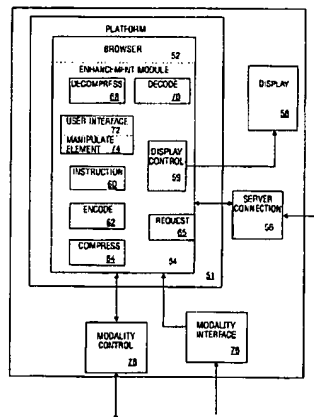 PLATFORM
BROWSER
52
ENHANCEMENT MODULE
DECOMPRESS
68
DECODE
70
USER INTERFACE
72
MANIPULATE
ELEMENT
74
INSTRUCTION
60
ENCODE
62
COMPRESS
64
DISPLAY
CONTROL
59
REQUEST
65
54
51
DISPLAY
58
SERVER
CONNECTION
56
MODALITY
CONTROL
78
MODALITY
INTERFACE
76